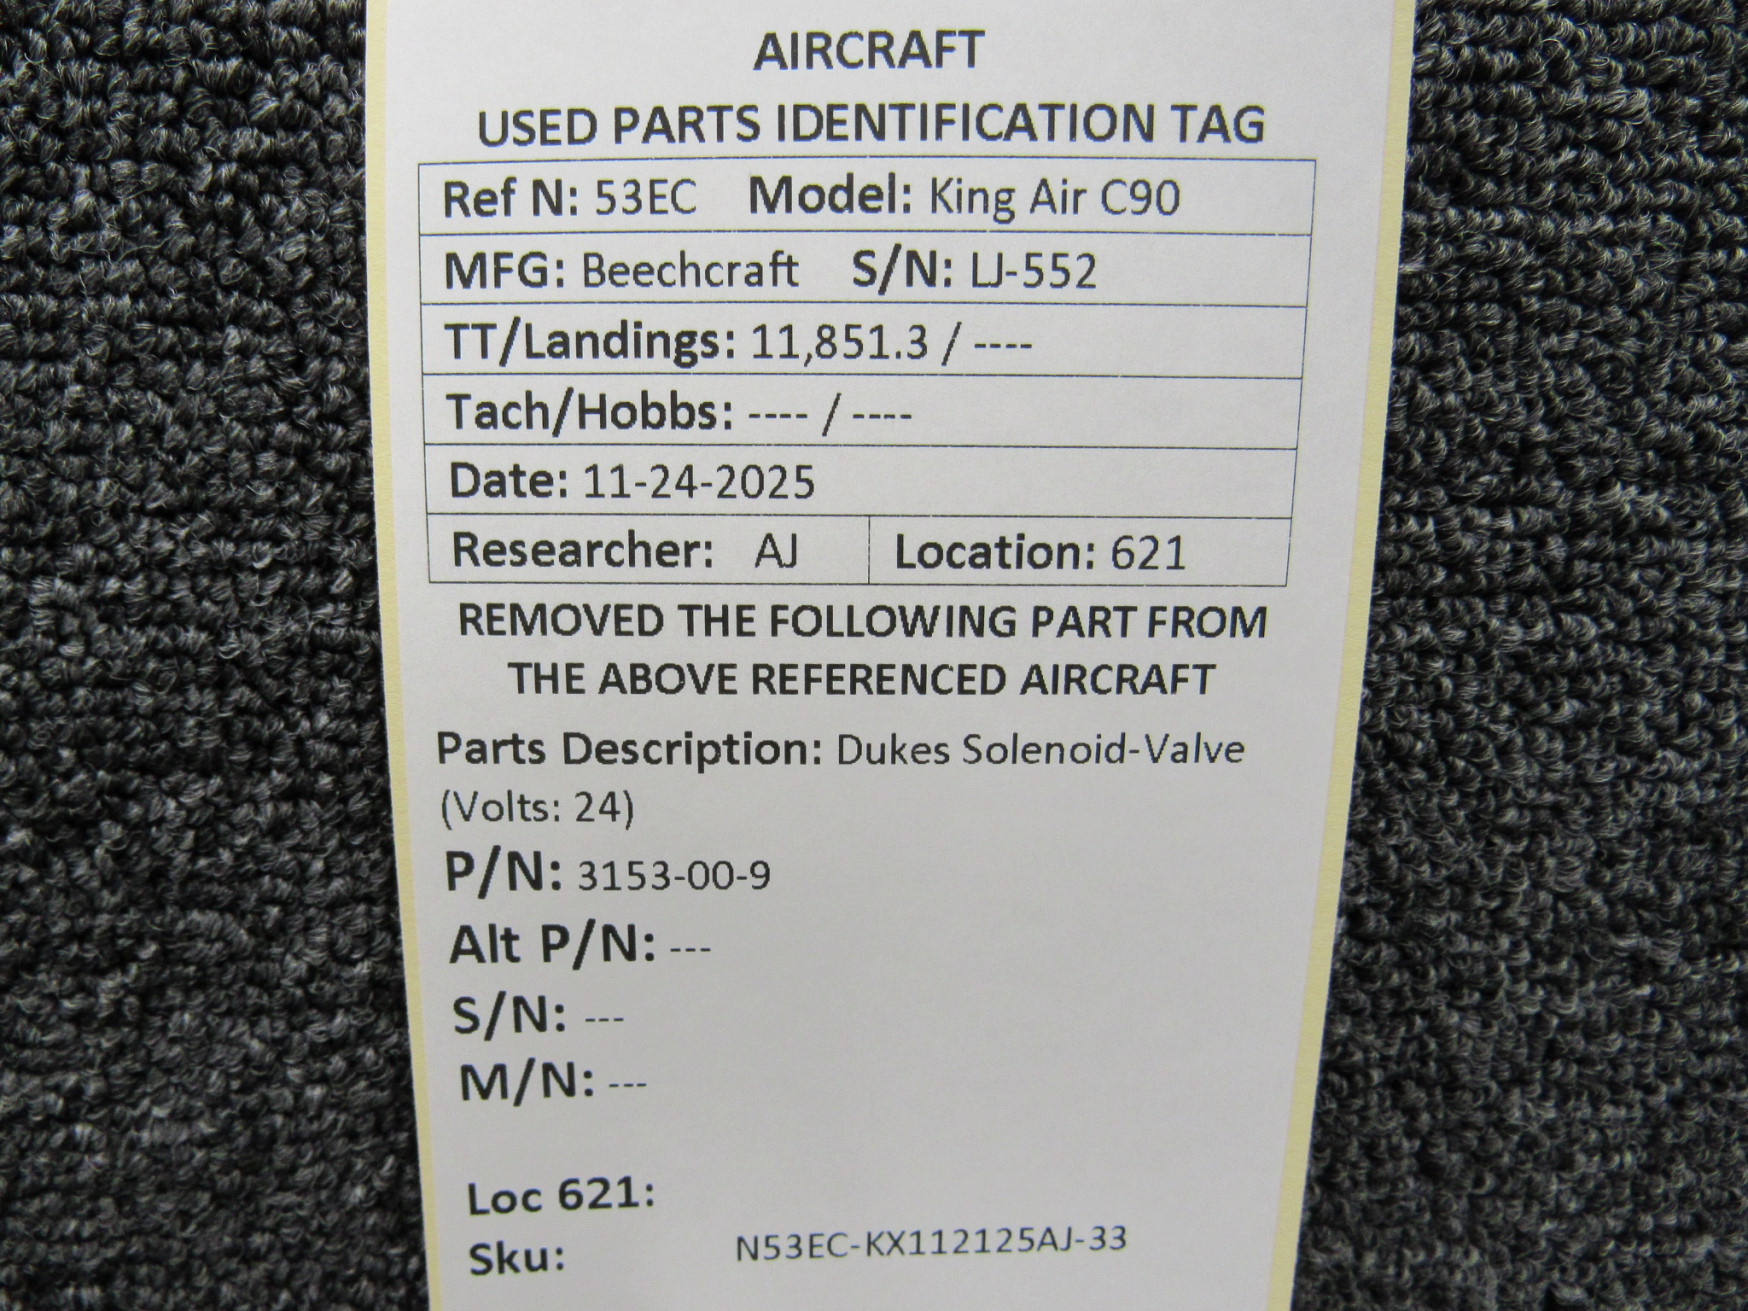 AIRCRAFT
USED PARTS IDENTIFICATION TAG
Ref N: 53EC Model: King Air C90
MFG: Beechcraft S/N: LJ-552
TT/Landings: 11,851.3 / ----
Tach/Hobbs: ---- / ----
Date: 11-24-2025
Researcher: AJ Location: 621
REMOVED THE FOLLOWING PART FROM
THE ABOVE REFERENCED AIRCRAFT
Parts Description: Dukes Solenoid-Valve
(Volts: 24)
P/N: 3153-00-9
Alt P/N: ---
S/N: ---
M/N: ---
Loc 621:
Sku: N53EC-KX112125AJ-33